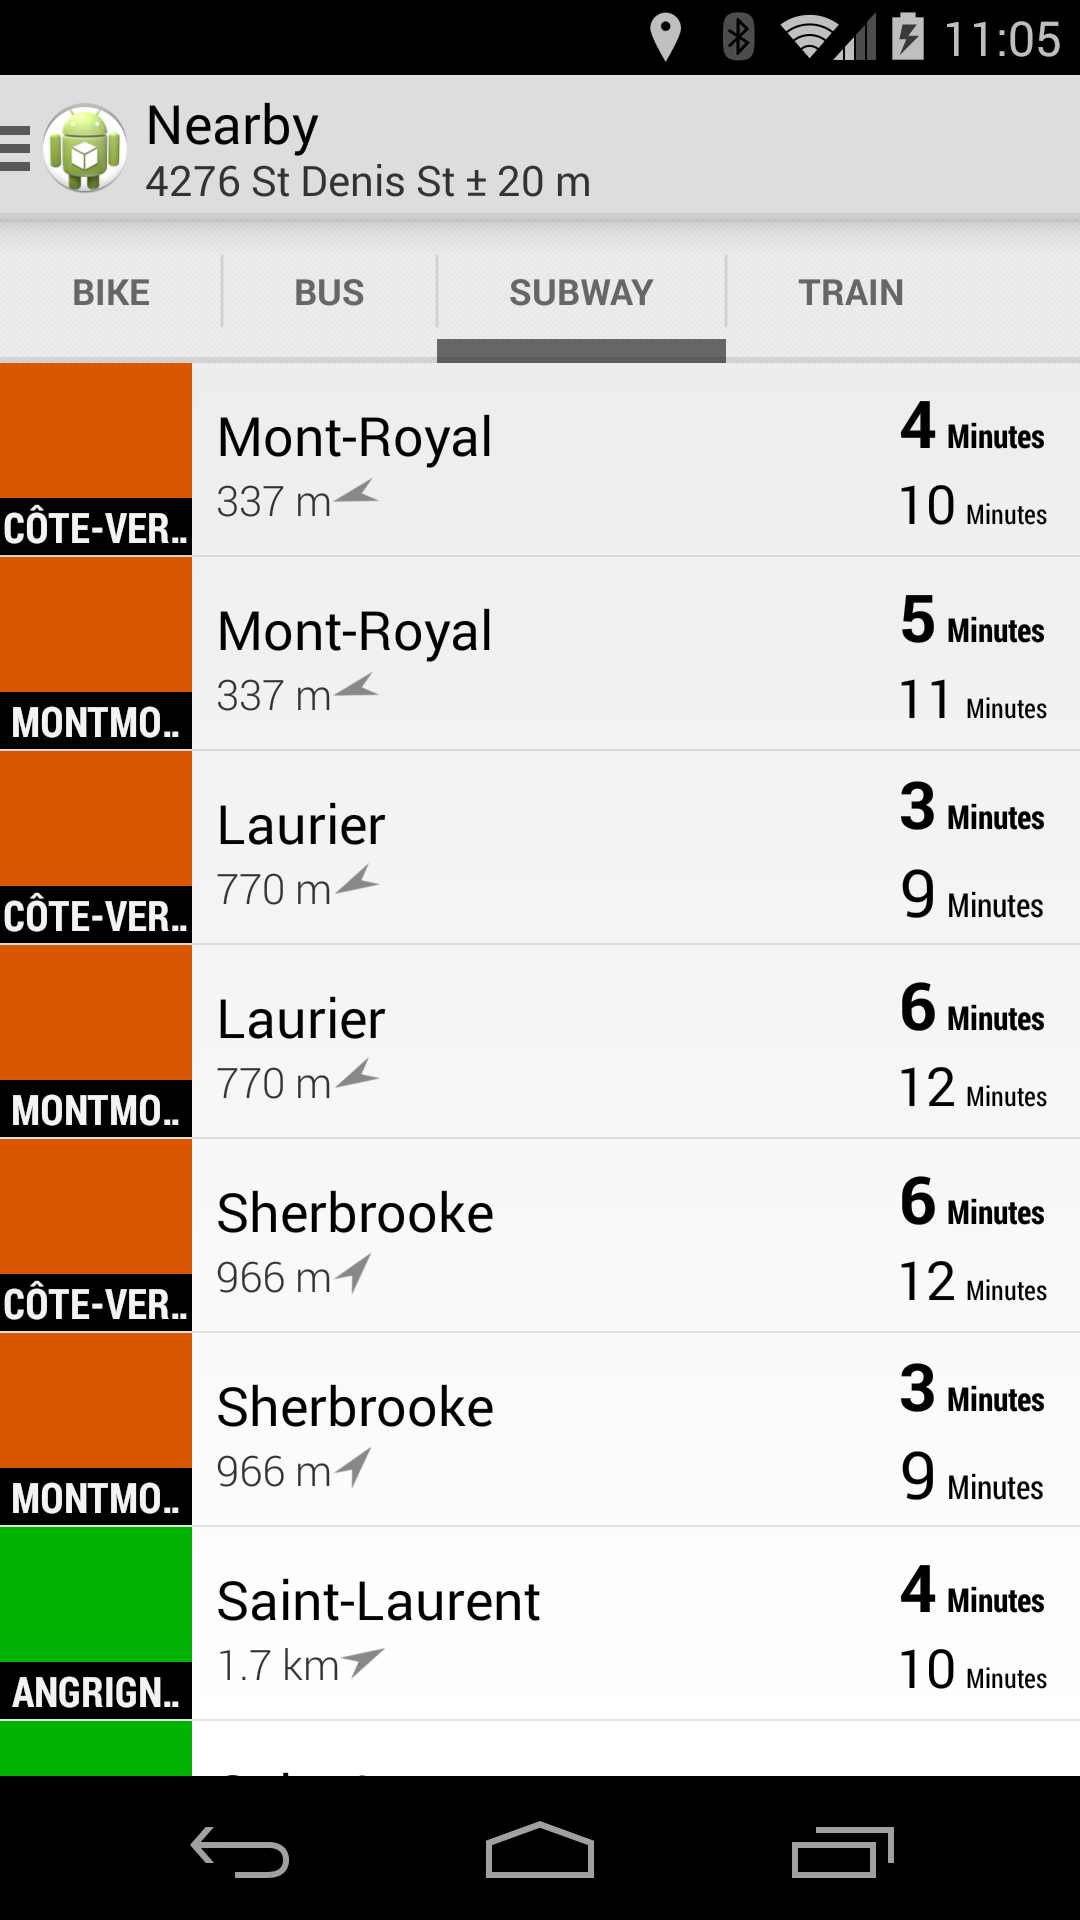 11:05
Nearby
4276 St Denis St ± 20 m
BIKE
BUS
SUBWAY
TRAIN
Mont-Royal
337 m
CÔTE-VER..
4 Minutes
10 Minutes
Mont-Royal
337 m
MONTMO..
5 Minutes
11 Minutes
Laurier
770 m
CÔTE-VER..
3 Minutes
9 Minutes
Laurier
770 m
MONTMO..
6 Minutes
12 Minutes
Sherbrooke
966 m
CÔTE-VER..
6 Minutes
12 Minutes
Sherbrooke
966 m
MONTMO..
3 Minutes
9 Minutes
Saint-Laurent
1.7 km
ANGRIGN..
4 Minutes
10 Minutes